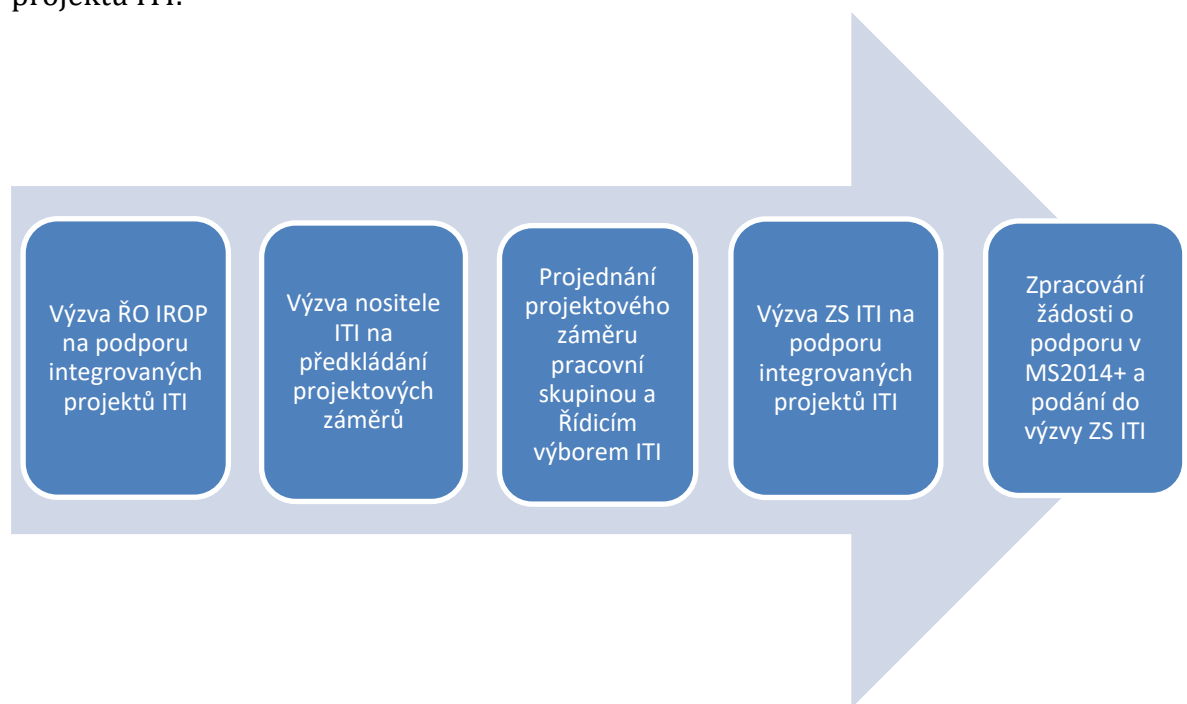 projektů ITI.
Výzva ŘO IROP
na podporu
integrovaných
projektů ITI
Výzva nositele
ITI na
předkládání
projektových
záměrů
Projednání
projektového
záměru
pracovní
skupinou a
Řídicím
výborem ITI
Výzva ZS ITI na
podporu
integrovaných
projektů ITI
Zpracování
žádosti o
podporu v
MS2014+ a
podání do
výzvy ZS ITI